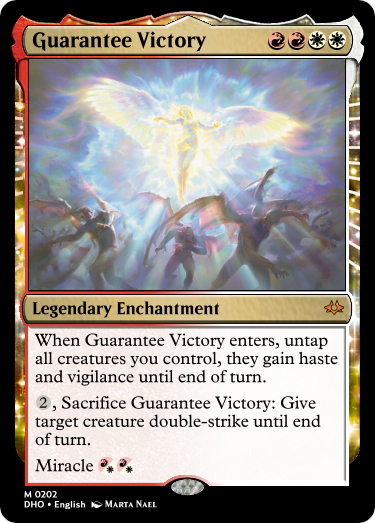 Guarantee Victory
Legendary Enchantment
When Guarantee Victory enters, untap
all creatures you control, they gain haste
and vigilance until end of turn.
2, Sacrifice Guarantee Victory: Give
target creature double-strike until end
of turn.
Miracle
M 0202
DHO • English MARTA NAEL